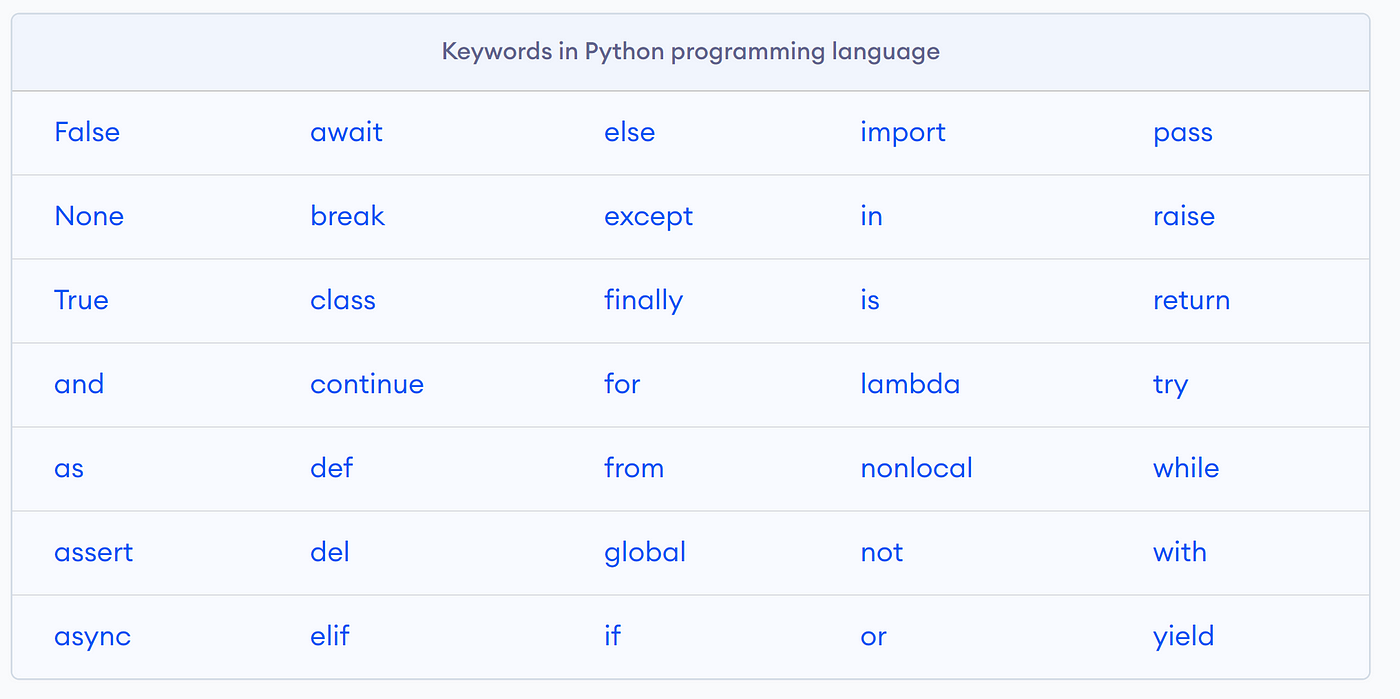 Keywords in Python programming language
False await else import pass
None break except in raise
True class finally is return
and continue for lambda try
as def from nonlocal while
assert del global not with
async elif if or yield